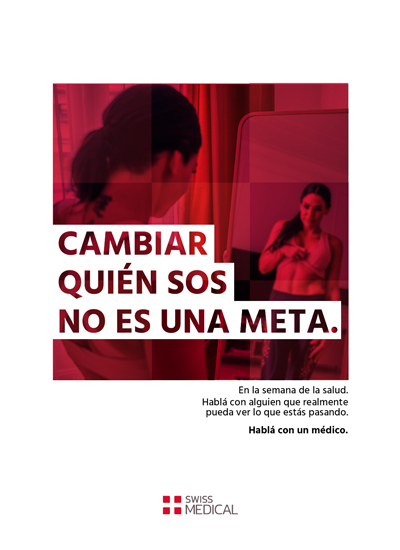 CAMBIAR
QUIÉN SOS
NO ES UNA META.
En la semana de la salud.
Hablá con alguien que realmente
pueda ver lo que estás pasando.
Hablá con un médico.
SWISS
MEDICAL